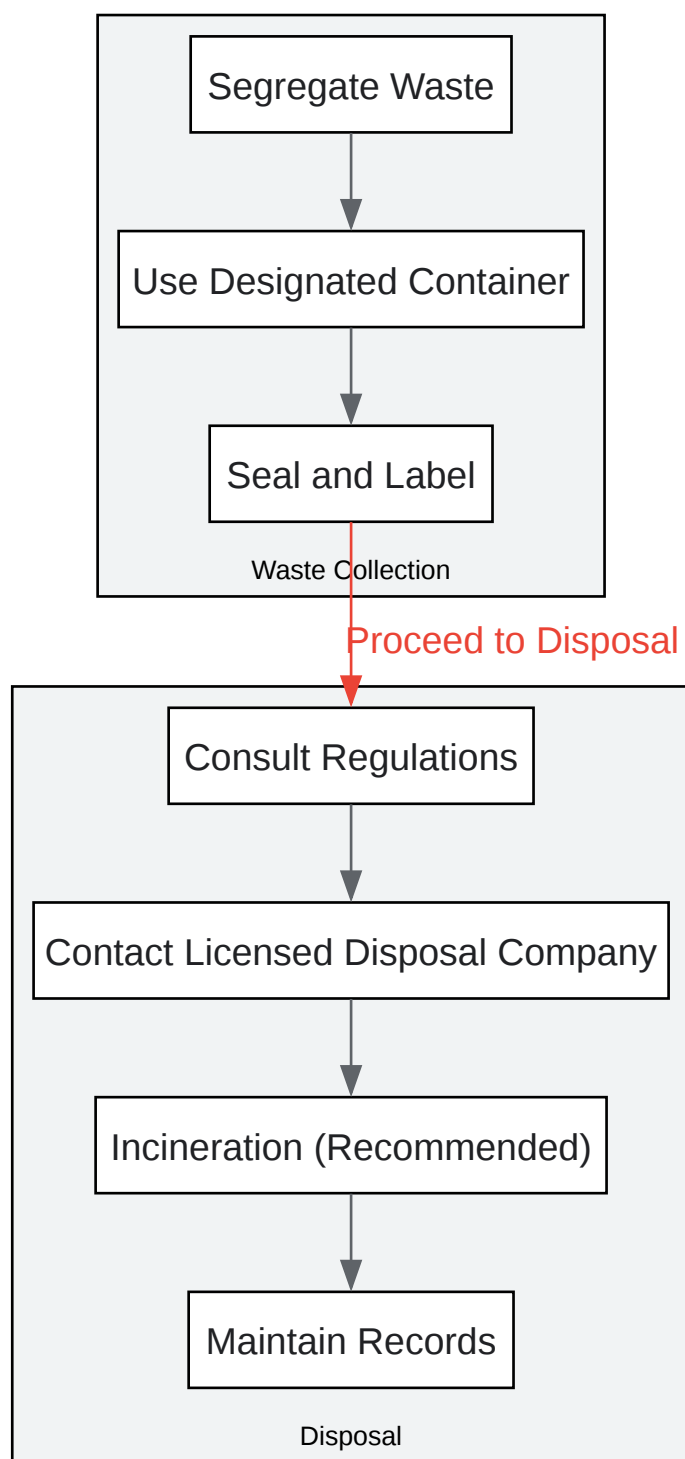 Segregate Waste
Use Designated Container
Seal and Label
Waste Collection
Proceed to Disposal
Consult Regulations
Contact Licensed Disposal Company
Incineration (Recommended)
Maintain Records
Disposal